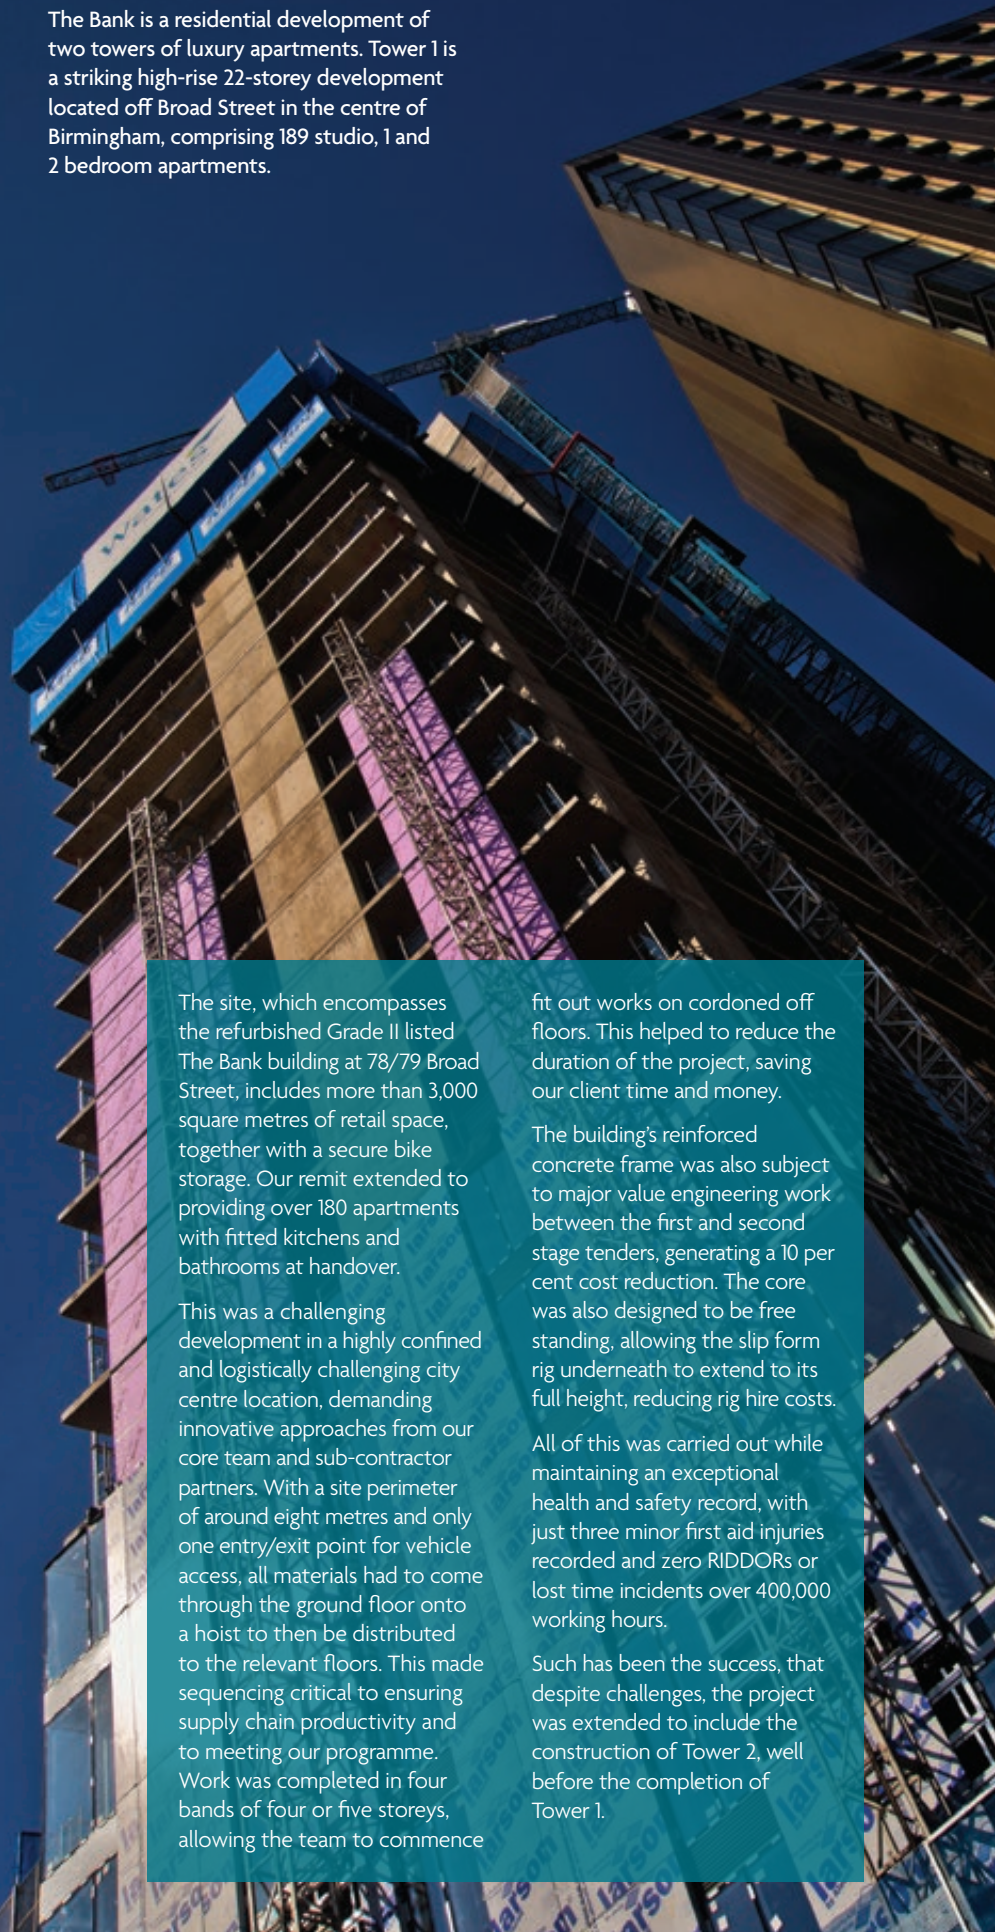 The Bank is a residential development of
two towers of luxury apartments. Tower 1 is
a striking high-rise 22-storey development
located off Broad Street in the centre of
Birmingham, comprising 189 studio, 1 and
2 bedroom apartments.
wates
The site, which encompasses
the refurbished Grade II listed
The Bank building at 78/79 Broad
Street, includes more than 3,000
square metres of retail space,
together with a secure bike
storage. Our remit extended to
providing over 180 apartments
with fitted kitchens and
bathrooms at handover.
This was a challenging
development in a highly confined
and logistically challenging city
centre location, demanding
innovative approaches from our
core team and sub-contractor
partners. With a site perimeter
of around eight metres and only
one entry/exit point for vehicle
access, all materials had to come
through the ground floor onto
a hoist to then be distributed
to the relevant floors. This made
sequencing critical to ensuring
supply chain productivity and
to meeting our programme.
Work was completed in four
bands of four or five storeys,
allowing the team to commence
fit out works on cordoned off
floors. This helped to reduce the
duration of the project, saving
our client time and money.
The building's reinforced
concrete frame was also subject
to major value engineering work
between the first and second
stage tenders, generating a 10 per
cent cost reduction. The core
was also designed to be free
standing, allowing the slip form
rig underneath to extend to its
full height, reducing rig hire costs.
All of this was carried out while
maintaining an exceptional
health and safety record, with
just three minor first aid injuries
recorded and zero RIDDORs or
lost time incidents over 400,000
working hours.
Such has been the success, that
despite challenges, the project
was extended to include the
construction of Tower 2, well
before the completion of
Tower 1.
larson